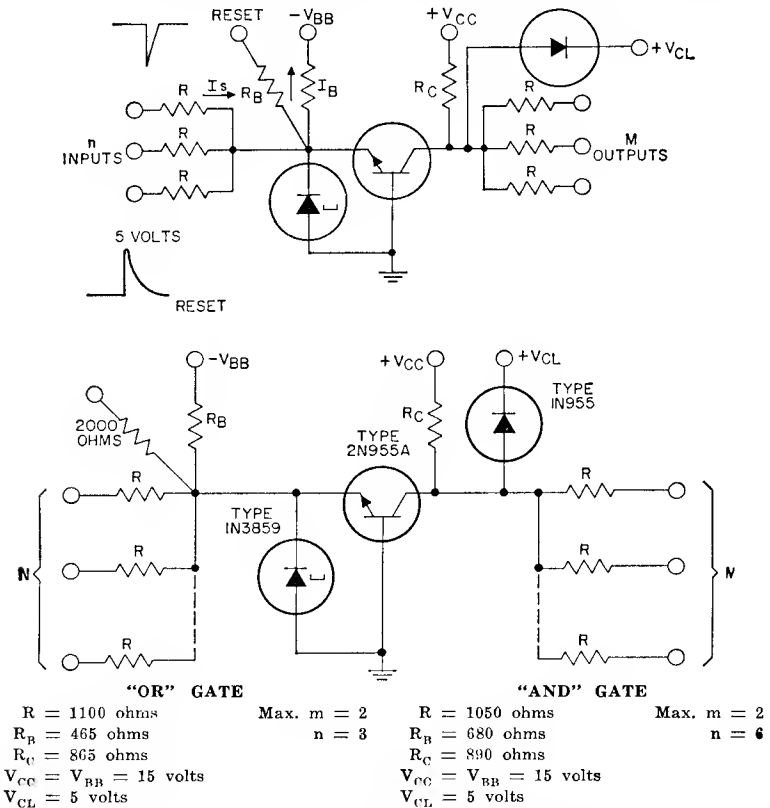 RESET
-VBB
+VCC
+VCL
R
Is
RB
IB
RC
R
n
INPUTS
R
R
R
M
OUTPUTS
R
R
5 VOLTS
RESET
-VBB
+VCC
+VCL
TYPE
IN955
2000
OHMS
RB
RC
TYPE
2N955A
R
TYPE
IN3859
R
N
R
R
M
R
R
"OR" GATE
R = 1100 ohms Max. m = 2
RB = 465 ohms n = 3
RC = 865 ohms
VCC = VBB = 15 volts
VCL = 5 volts
"AND" GATE
R = 1050 ohms Max. m = 2
RB = 680 ohms n = 6
RC = 890 ohms
VCC = VBB = 15 volts
VCL = 5 volts